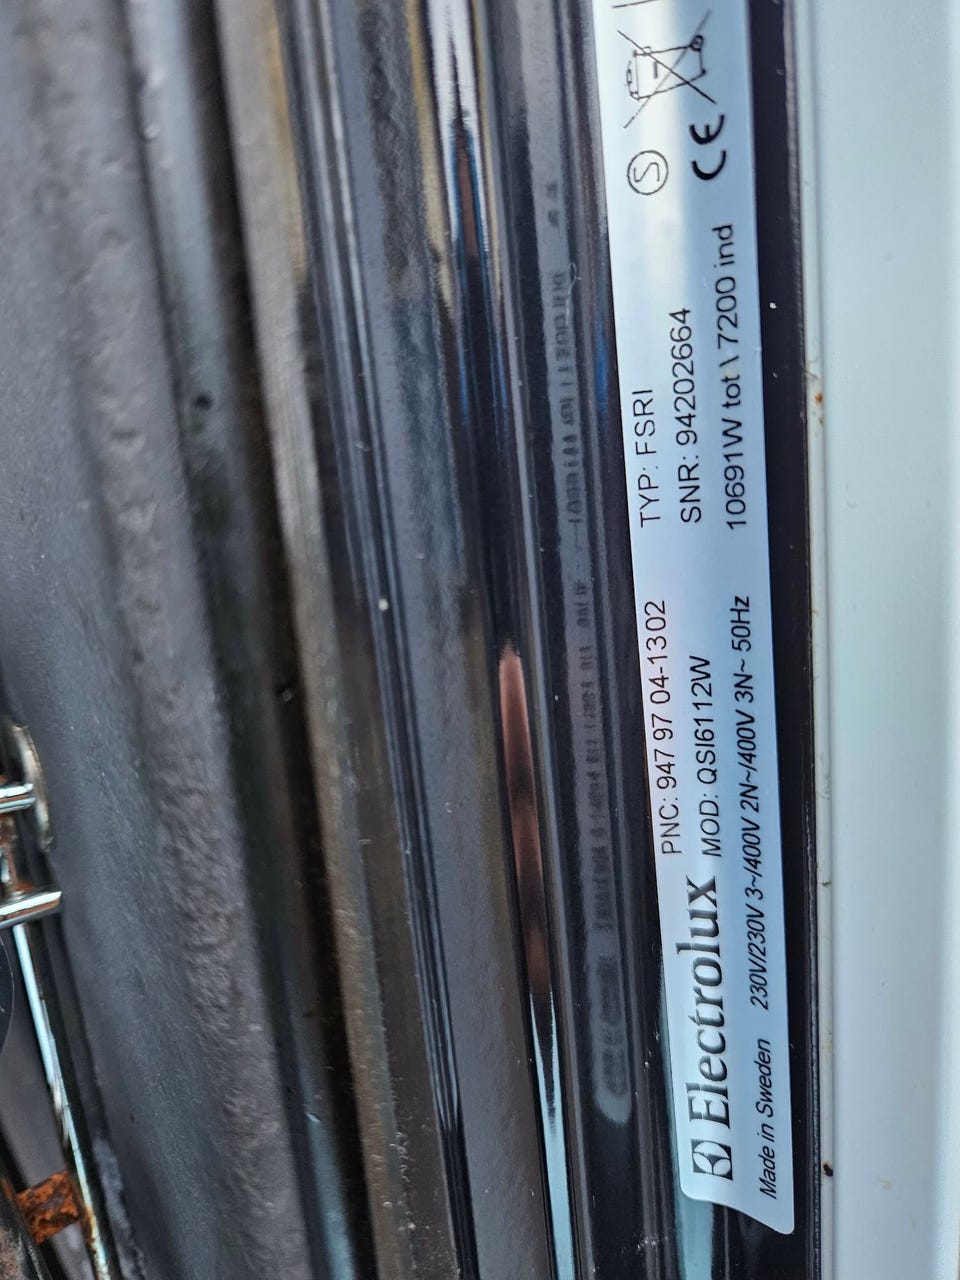 PNC: 947 97 04-1302 TYP: FSRI Ⓢ
Electrolux MOD: QSI6112W SNR: 94202664 CE
Made in Sweden 230V/230V 3~/400V 2N~/400V 3N~ 50Hz 10691W tot \ 7200 ind